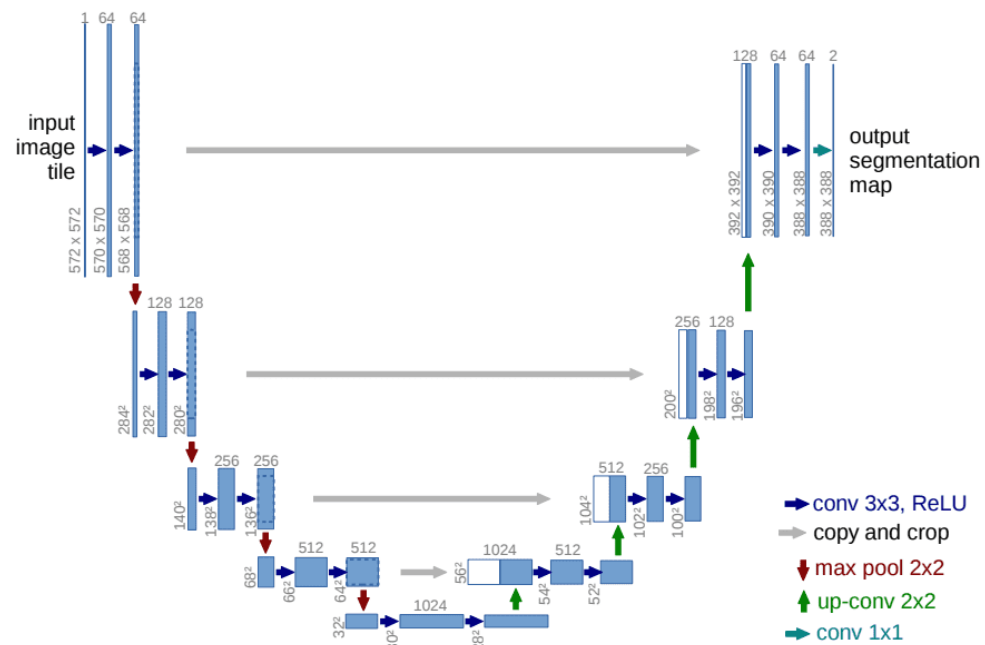 1 64 64
input
image
tile
572 x 572
570 x 570
568 x 568
128 64 64 2
output
segmentation
map
392 x 392
390 x 390
388 x 388
388 x 388
128 128
284²
282²
280²
256 128
200²
198²
196²
256 256
140²
138²
136²
512 256
104²
102²
100²
512 512
68²
66²
64²
1024 512
56²
54²
52²
1024
32²
conv 3x3, ReLU
copy and crop
max pool 2x2
up-conv 2x2
conv 1x1